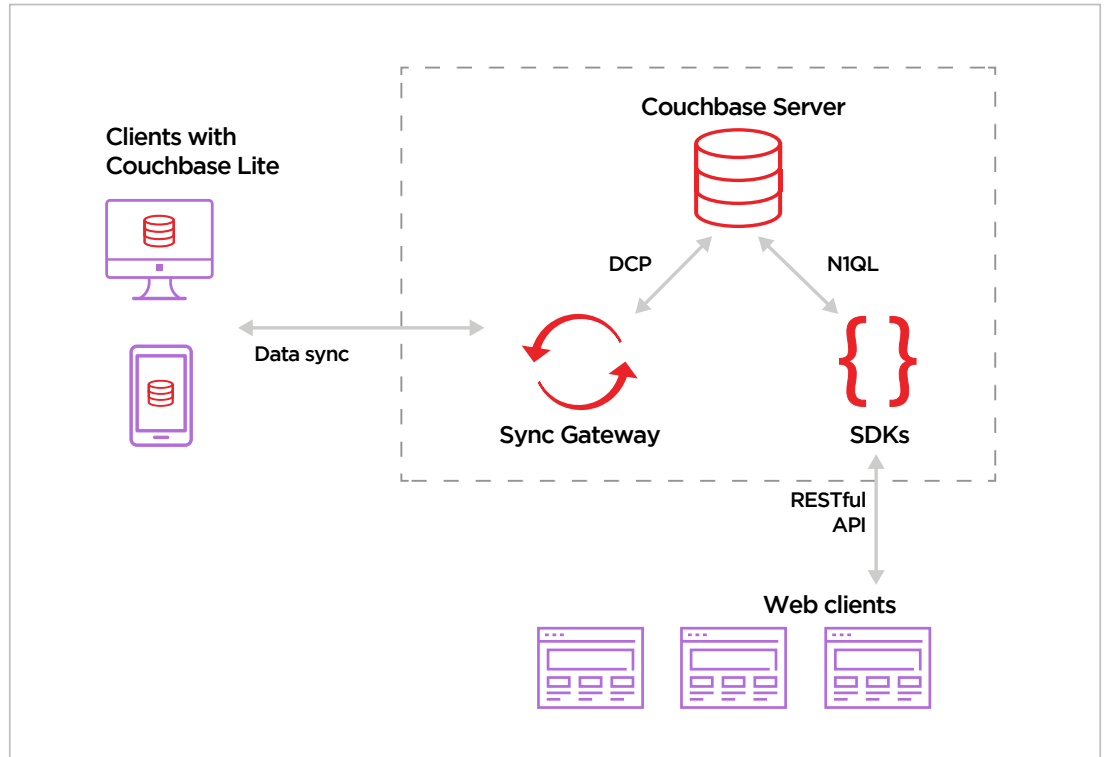 Couchbase Server
Clients with
Couchbase Lite
DCP
N1QL
Data sync
Sync Gateway
SDKs
RESTful
API
Web clients